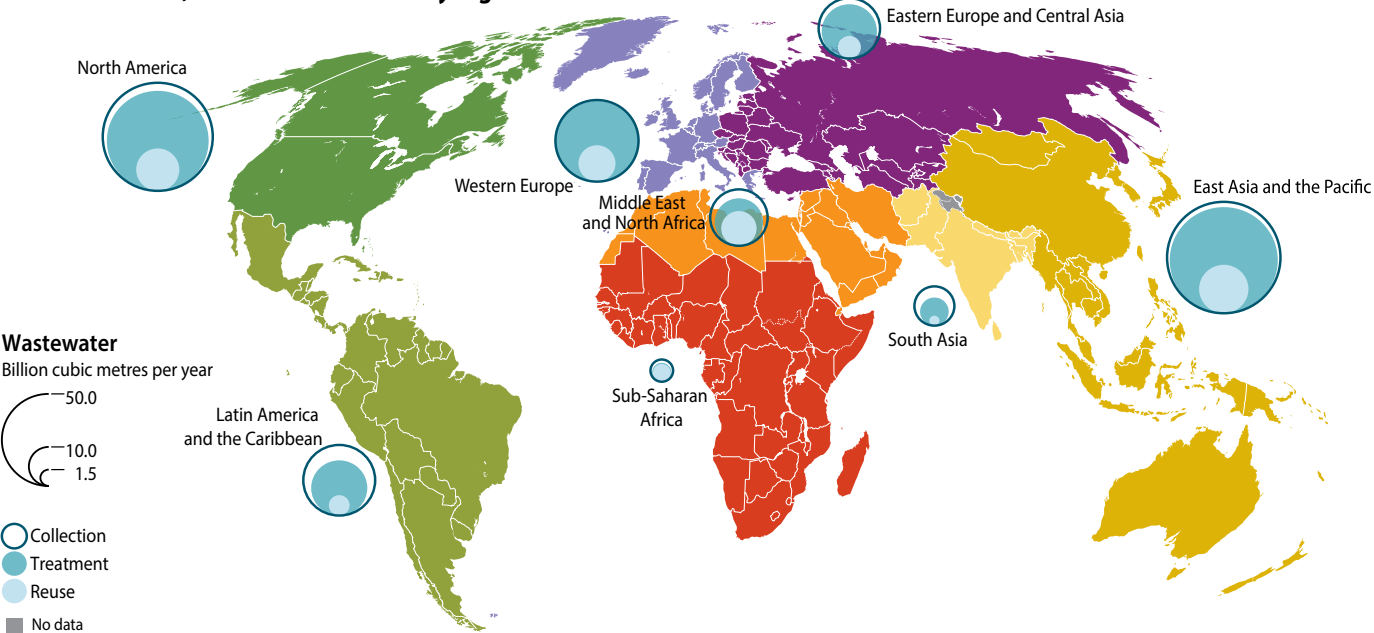 Eastern Europe and Central Asia
North America
Western Europe
Middle East
and North Africa
East Asia and the Pacific
South Asia
Sub-Saharan
Africa
Latin America
and the Caribbean
Wastewater
Billion cubic metres per year
50.0
10.0
1.5
Collection
Treatment
Reuse
No data